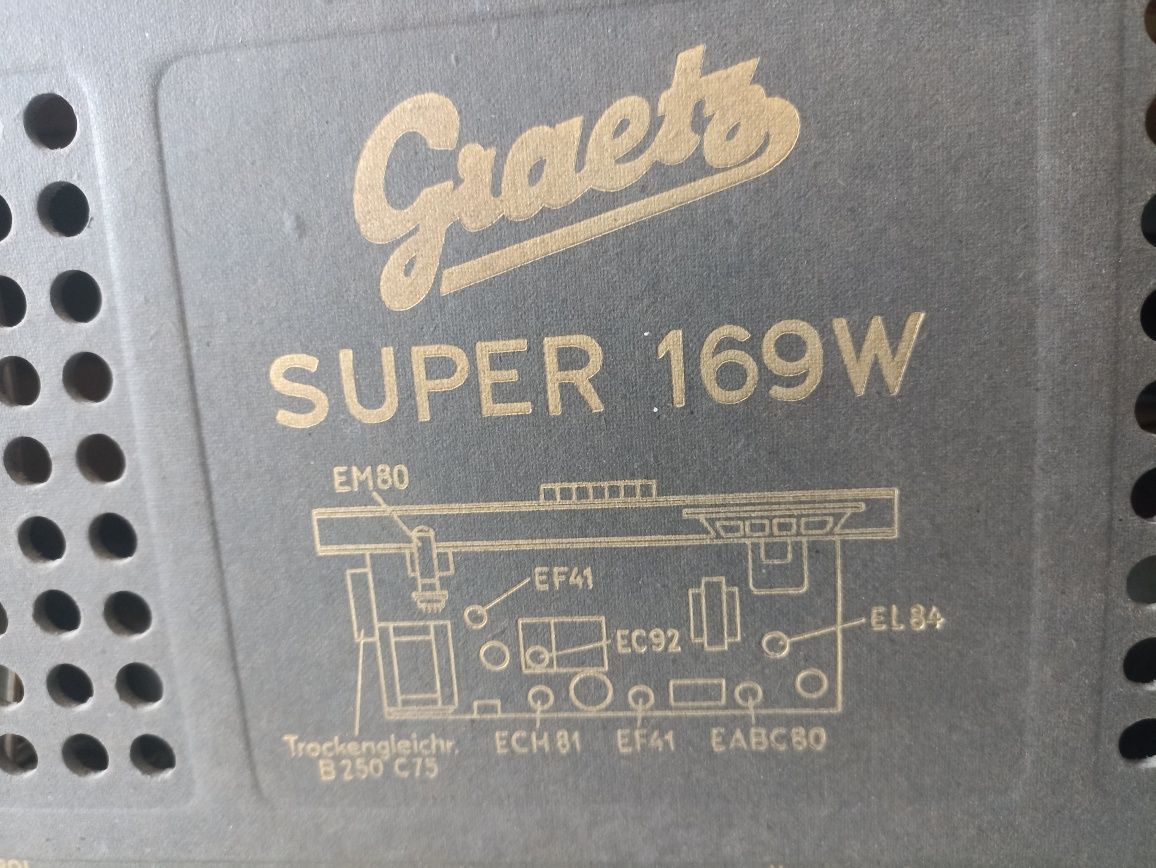 Graetz
SUPER 169W
EM80
EF41
EL84
EC92
ECH81 EF41 EABC80
Trockengleichr.
B250 C75